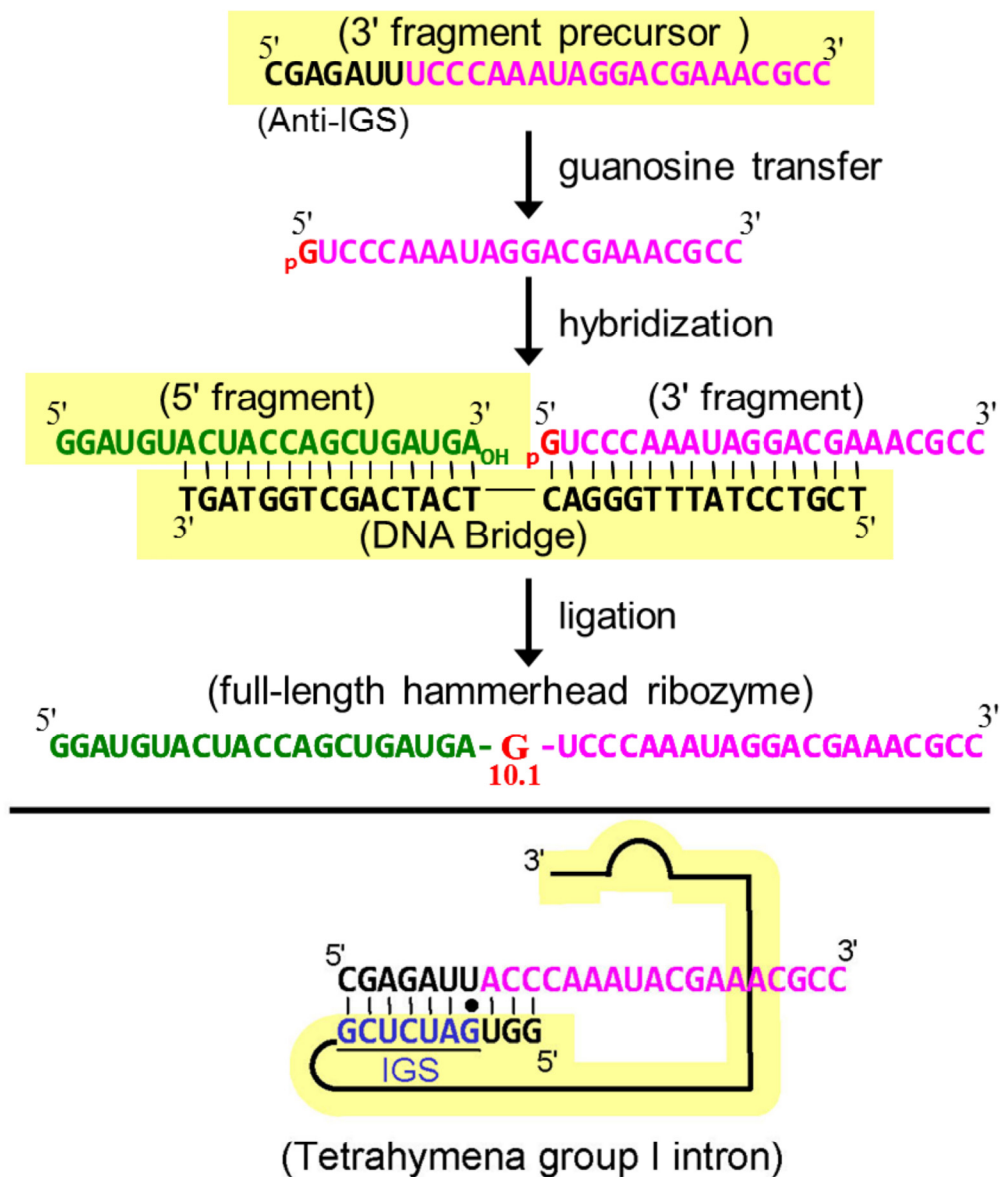 (3' fragment precursor )
5' 3'
CGAGAUUUCCCAAAUAGGACGAAACGCC
(Anti-IGS)
guanosine transfer
5' 3'
pGUCCCAAAUAGGACGAAACGCC
hybridization
(5' fragment) (3' fragment)
5' 3' 5' 3'
GGAUGUACUACCAGCUGAUGAOH pGUCCCAAAUAGGACGAAACGCC
TGATGGTCGACTACT CAGGGTTTATCCTGCT
3' 5'
(DNA Bridge)
ligation
(full-length hammerhead ribozyme)
5' 3'
GGAUGUACUACCAGCUGAUGA-G-UCCCAAAUAGGACGAAACGCC
10.1
3'
5' 3'
CGAGAUUACCCAAAUACGAAACGCC
GCUCUAGUGG
IGS 5'
(Tetrahymena group I intron)